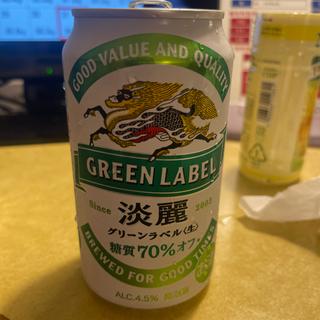 GOOD VALUE AND QUALITY
GREEN LABEL
Since 2002
淡麗
グリーンラベル〈生〉
糖質70%オフ
BREWED FOR GOOD TIMES
ALC.4.5%